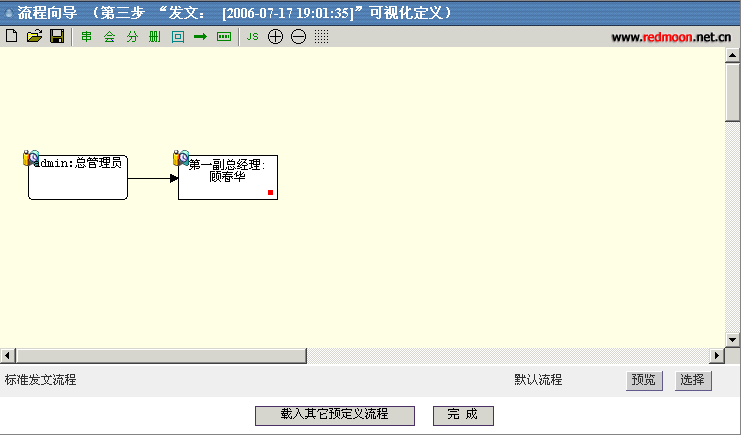 流程向导 （第三步 “发文： [2006-07-17 19:01:35]”可视化定义）
串 会 分 册 回 JS www.redmoon.net.cn
admin:总管理员
第一副总经理:
顾春华
标准发文流程 默认流程 预览 选择
载入其它预定义流程 完 成